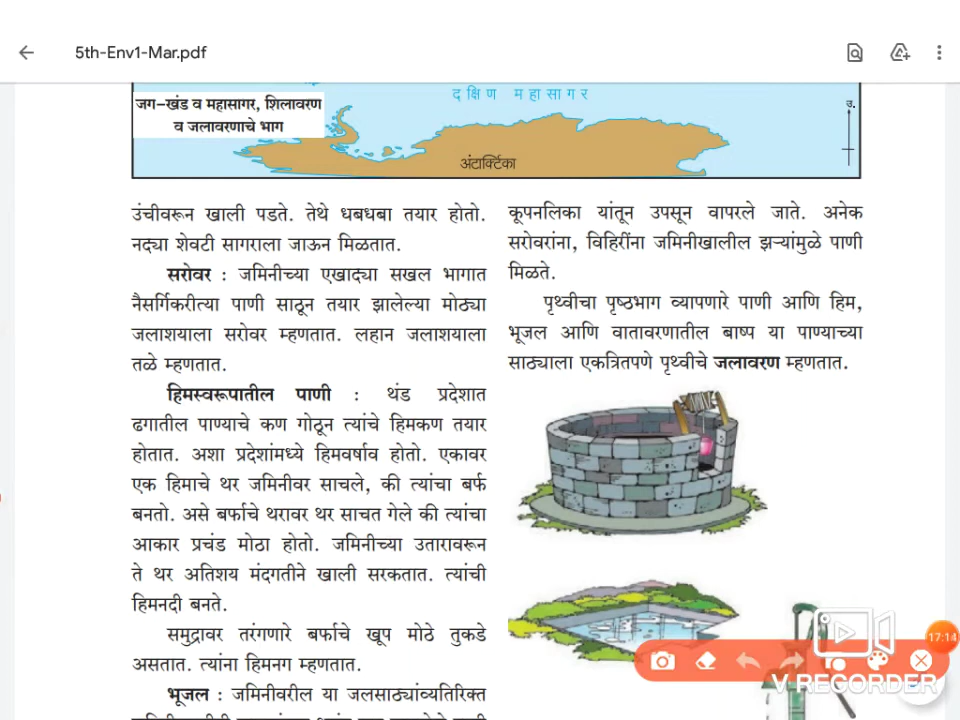 5th-Env1-Mar.pdf
दक्षिण महासागर
जग-खंड व महासागर, शिलावरण
व जलावरणाचे भाग
उ.
अंटार्क्टिका
उंचीवरून खाली पडते. तेथे धबधबा तयार होतो.
नद्या शेवटी सागराला जाऊन मिळतात.
सरोवर : जमिनीच्या एखाद्या सखल भागात
नैसर्गिकरीत्या पाणी साठून तयार झालेल्या मोठ्या
जलाशयाला सरोवर म्हणतात. लहान जलाशयाला
तळे म्हणतात.
हिमस्वरूपातील पाणी : थंड प्रदेशात
ढगातील पाण्याचे कण गोठून त्यांचे हिमकण तयार
होतात. अशा प्रदेशांमध्ये हिमवर्षाव होतो. एकावर
एक हिमाचे थर जमिनीवर साचले, की त्यांचा बर्फ
बनतो. असे बर्फाचे थरावर थर साचत गेले की त्यांचा
आकार प्रचंड मोठा होतो. जमिनीच्या उतारावरून
ते थर अतिशय मंदगतीने खाली सरकतात. त्यांची
हिमनदी बनते.
समुद्रावर तरंगणारे बर्फाचे खूप मोठे तुकडे
असतात. त्यांना हिमनग म्हणतात.
भूजल : जमिनीवरील या जलसाठ्यांव्यतिरिक्त
कूपनलिका यांतून उपसून वापरले जाते. अनेक
सरोवरांना, विहिरींना जमिनीखालील झऱ्यांमुळे पाणी
मिळते.
पृथ्वीचा पृष्ठभाग व्यापणारे पाणी आणि हिम,
भूजल आणि वातावरणातील बाष्प या पाण्याच्या
साठ्याला एकत्रितपणे पृथ्वीचे जलावरण म्हणतात.
17:14
V RECORDER